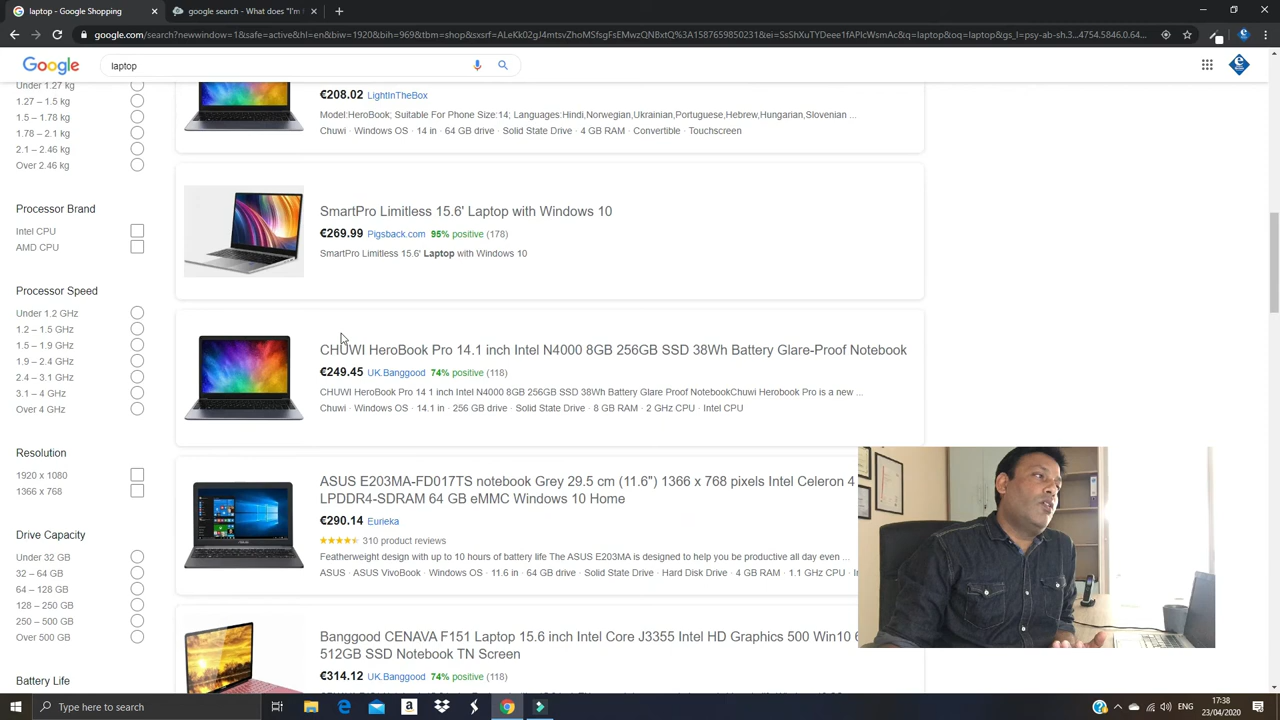 laptop - Google Shopping
google search - What does "I'm
google.com/search?newwindow=1&safe=active&hl=en&biw=1920&bih=969&tbm=shop&sxsrf=ALeKk02gJ4mtsvZhoMSfsgFsEMwzQNBxtQ%3A1587659850231&ei=SsShXuTYDeee1fAPlcWsmAc&q=laptop&oq=laptop&gs_l=psy-ab-sh.3...4754.5846.0.64...
Google
laptop
Under 1.27 kg
1.27 – 1.5 kg
1.5 – 1.78 kg
1.78 – 2.1 kg
2.1 – 2.46 kg
Over 2.46 kg
Processor Brand
Intel CPU
AMD CPU
Processor Speed
Under 1.2 GHz
1.2 – 1.5 GHz
1.5 – 1.9 GHz
1.9 – 2.4 GHz
2.4 – 3.1 GHz
3.1 – 4 GHz
Over 4 GHz
Resolution
1920 x 1080
1366 x 768
Drive Capacity
Under 32 GB
32 – 64 GB
64 – 128 GB
128 – 250 GB
250 – 500 GB
Over 500 GB
Battery Life
€208.02 LightInTheBox
Model:HeroBook; Suitable For Phone Size:14; Languages:Hindi,Norwegian,Ukrainian,Portuguese,Hebrew,Hungarian,Slovenian ...
Chuwi · Windows OS · 14 in · 64 GB drive · Solid State Drive · 4 GB RAM · Convertible · Touchscreen
SmartPro Limitless 15.6' Laptop with Windows 10
€269.99 Pigsback.com 95% positive (178)
SmartPro Limitless 15.6' Laptop with Windows 10
CHUWI HeroBook Pro 14.1 inch Intel N4000 8GB 256GB SSD 38Wh Battery Glare-Proof Notebook
€249.45 UK.Banggood 74% positive (118)
CHUWI HeroBook Pro 14 1 inch Intel N4000 8GB 256GB SSD 38Wh Battery Glare Proof NotebookChuwi Herobook Pro is a new ...
Chuwi · Windows OS · 14.1 in · 256 GB drive · Solid State Drive · 8 GB RAM · 2 GHz CPU · Intel CPU
ASUS E203MA-FD017TS notebook Grey 29.5 cm (11.6") 1366 x 768 pixels Intel Celeron 4
LPDDR4-SDRAM 64 GB eMMC Windows 10 Home
€290.14 Eurieka
310 product reviews
Featherweight design with up to 10 hours of battery life The ASUS E203MA is designed to help you be productive all day even ...
ASUS · ASUS VivoBook · Windows OS · 11.6 in · 64 GB drive · Solid State Drive · Hard Disk Drive · 4 GB RAM · 1.1 GHz CPU ·
Banggood CENAVA F151 Laptop 15.6 inch Intel Core J3355 Intel HD Graphics 500 Win10 6
512GB SSD Notebook TN Screen
€314.12 UK.Banggood 74% positive (118)
Type here to search
ENG
17:38
23/04/2020